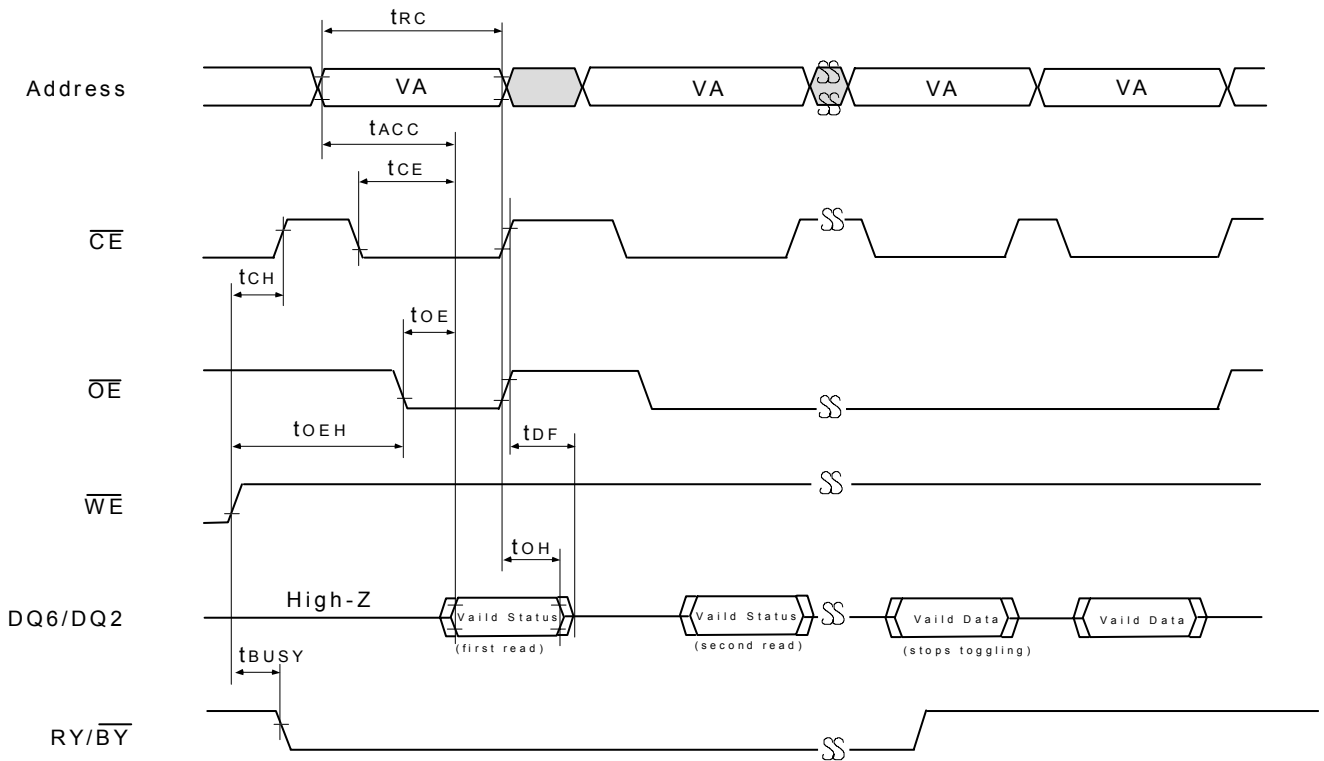 tRC
Address VA VA VA VA
tACC
tCE
CE
tCH
tOE
OE
tOEH tDF
WE
tOH
High-Z
DQ6/DQ2 Vaild Status Vaild Status Vaild Data Vaild Data
(first read) (second read) (stops toggling)
tBUSY
RY/BY